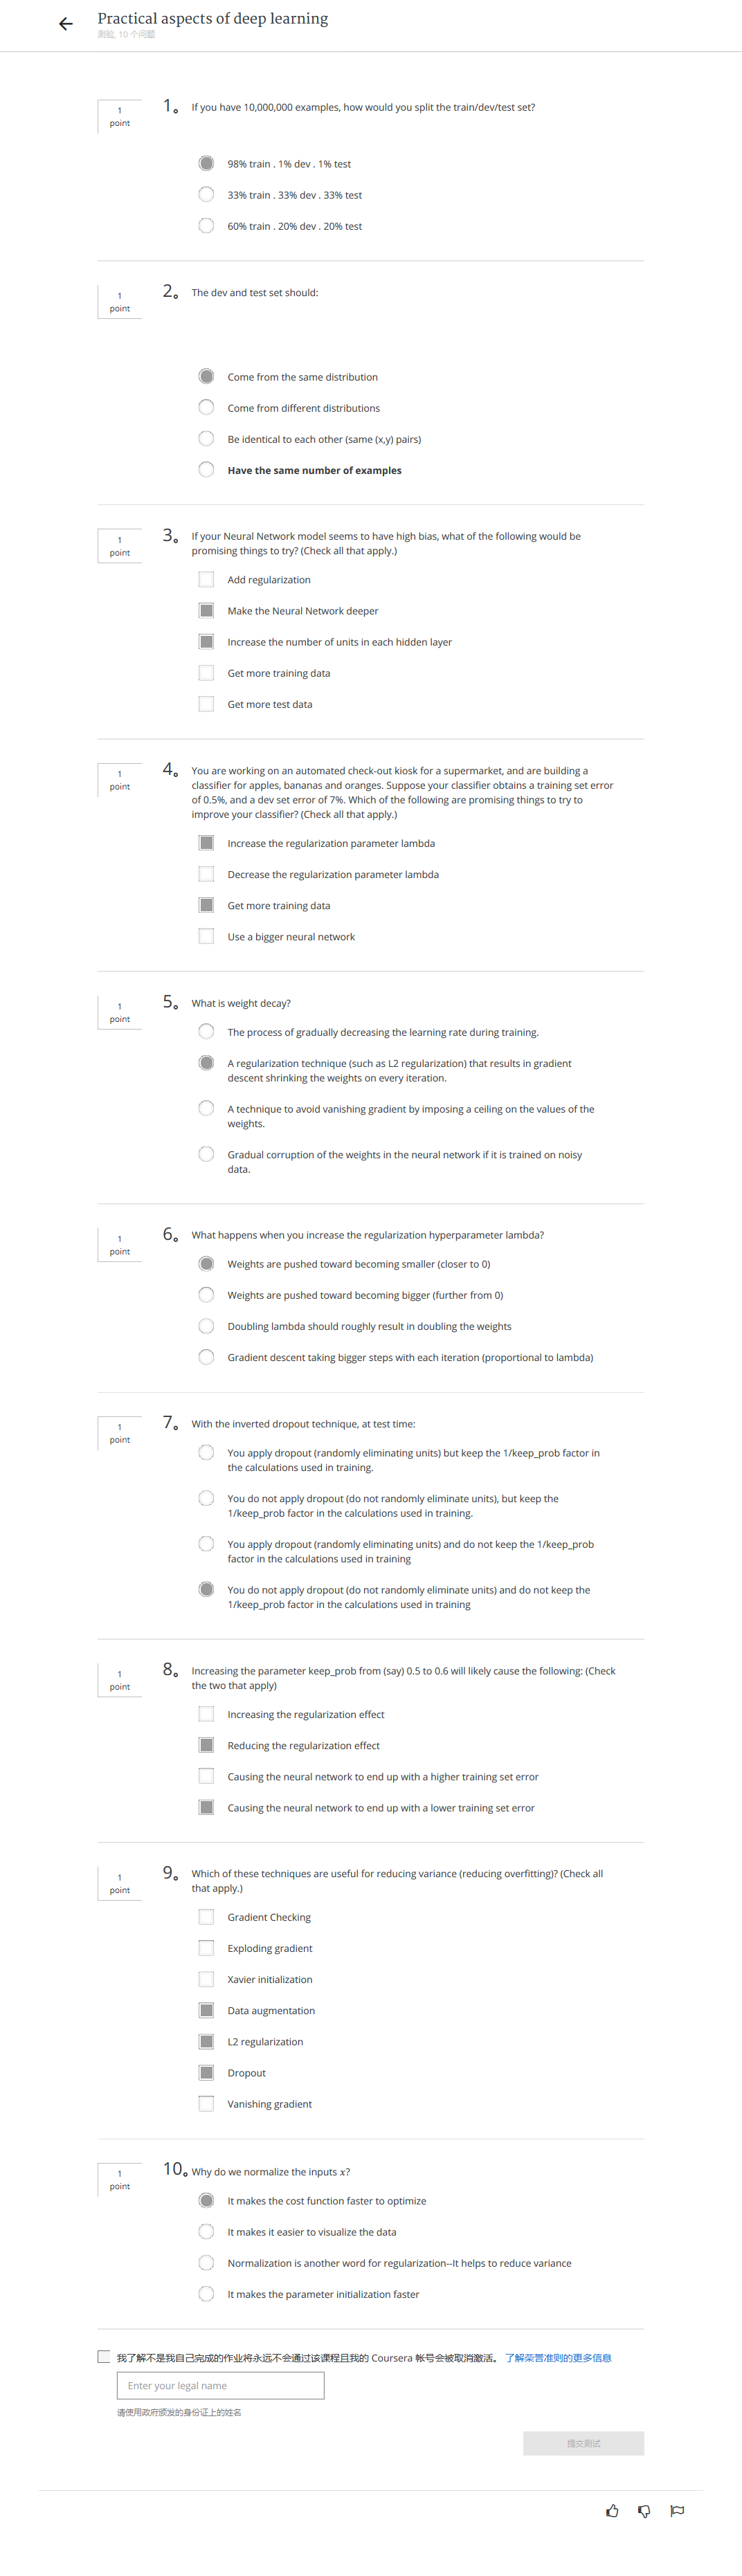 Practical aspects of deep learning
测验, 10 个问题
1
point
1。 If you have 10,000,000 examples, how would you split the train/dev/test set?
98% train . 1% dev . 1% test
33% train . 33% dev . 33% test
60% train . 20% dev . 20% test
1
point
2。 The dev and test set should:
Come from the same distribution
Come from different distributions
Be identical to each other (same (x,y) pairs)
Have the same number of examples
1
point
3。 If your Neural Network model seems to have high bias, what of the following would be
promising things to try? (Check all that apply.)
Add regularization
Make the Neural Network deeper
Increase the number of units in each hidden layer
Get more training data
Get more test data
1
point
4。 You are working on an automated check-out kiosk for a supermarket, and are building a
classifier for apples, bananas and oranges. Suppose your classifier obtains a training set error
of 0.5%, and a dev set error of 7%. Which of the following are promising things to try to
improve your classifier? (Check all that apply.)
Increase the regularization parameter lambda
Decrease the regularization parameter lambda
Get more training data
Use a bigger neural network
1
point
5。 What is weight decay?
The process of gradually decreasing the learning rate during training.
A regularization technique (such as L2 regularization) that results in gradient
descent shrinking the weights on every iteration.
A technique to avoid vanishing gradient by imposing a ceiling on the values of the
weights.
Gradual corruption of the weights in the neural network if it is trained on noisy
data.
1
point
6。 What happens when you increase the regularization hyperparameter lambda?
Weights are pushed toward becoming smaller (closer to 0)
Weights are pushed toward becoming bigger (further from 0)
Doubling lambda should roughly result in doubling the weights
Gradient descent taking bigger steps with each iteration (proportional to lambda)
1
point
7。 With the inverted dropout technique, at test time:
You apply dropout (randomly eliminating units) but keep the 1/keep_prob factor in
the calculations used in training.
You do not apply dropout (do not randomly eliminate units), but keep the
1/keep_prob factor in the calculations used in training.
You apply dropout (randomly eliminating units) and do not keep the 1/keep_prob
factor in the calculations used in training
You do not apply dropout (do not randomly eliminate units) and do not keep the
1/keep_prob factor in the calculations used in training
1
point
8。 Increasing the parameter keep_prob from (say) 0.5 to 0.6 will likely cause the following: (Check
the two that apply)
Increasing the regularization effect
Reducing the regularization effect
Causing the neural network to end up with a higher training set error
Causing the neural network to end up with a lower training set error
1
point
9。 Which of these techniques are useful for reducing variance (reducing overfitting)? (Check all
that apply.)
Gradient Checking
Exploding gradient
Xavier initialization
Data augmentation
L2 regularization
Dropout
Vanishing gradient
1
point
10。 Why do we normalize the inputs x?
It makes the cost function faster to optimize
It makes it easier to visualize the data
Normalization is another word for regularization--It helps to reduce variance
It makes the parameter initialization faster
我了解不是我自己完成的作业将永远不会通过该课程且我的 Coursera 帐号会被取消激活。 了解荣誉准则的更多信息
Enter your legal name
请使用政府颁发的身份证上的姓名
提交测试